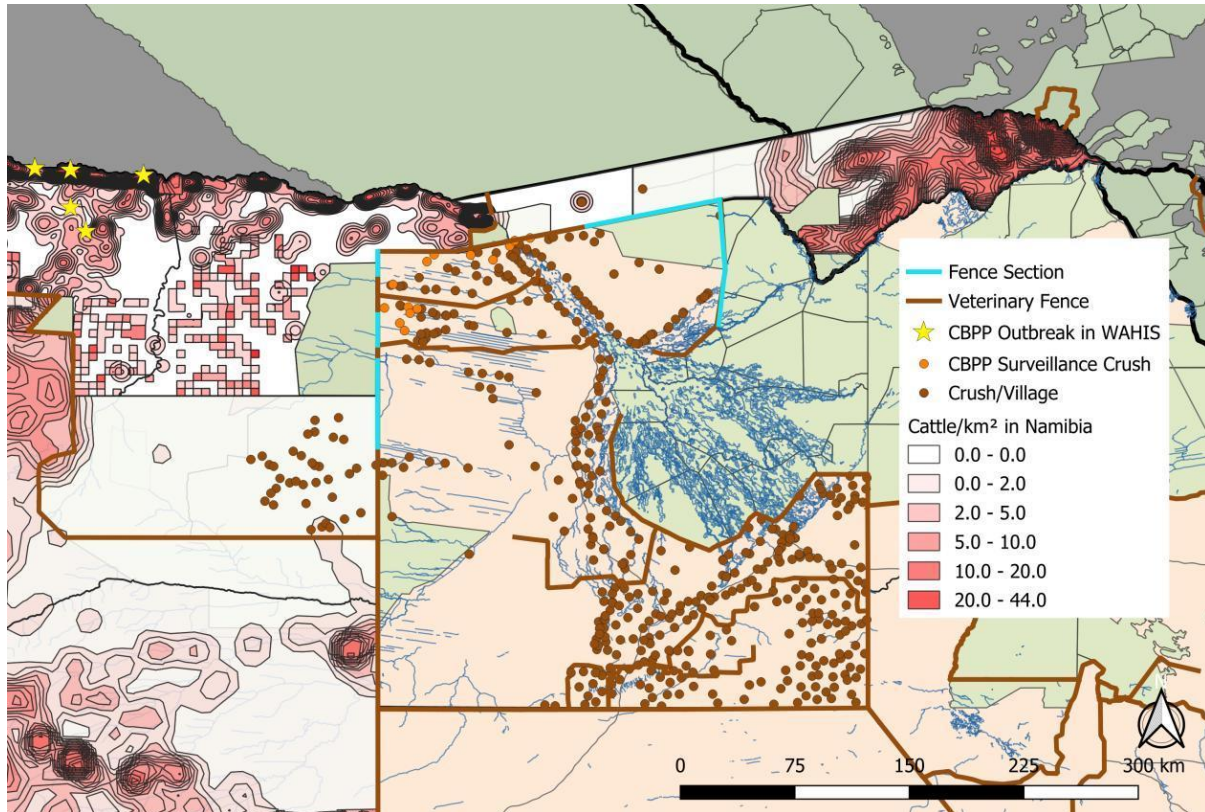 Fence Section
Veterinary Fence
CBPP Outbreak in WAHIS
CBPP Surveillance Crush
Crush/Village
Cattle/km² in Namibia
0.0 - 0.0
0.0 - 2.0
2.0 - 5.0
5.0 - 10.0
10.0 - 20.0
20.0 - 44.0
N
0 75 150 225 300 km